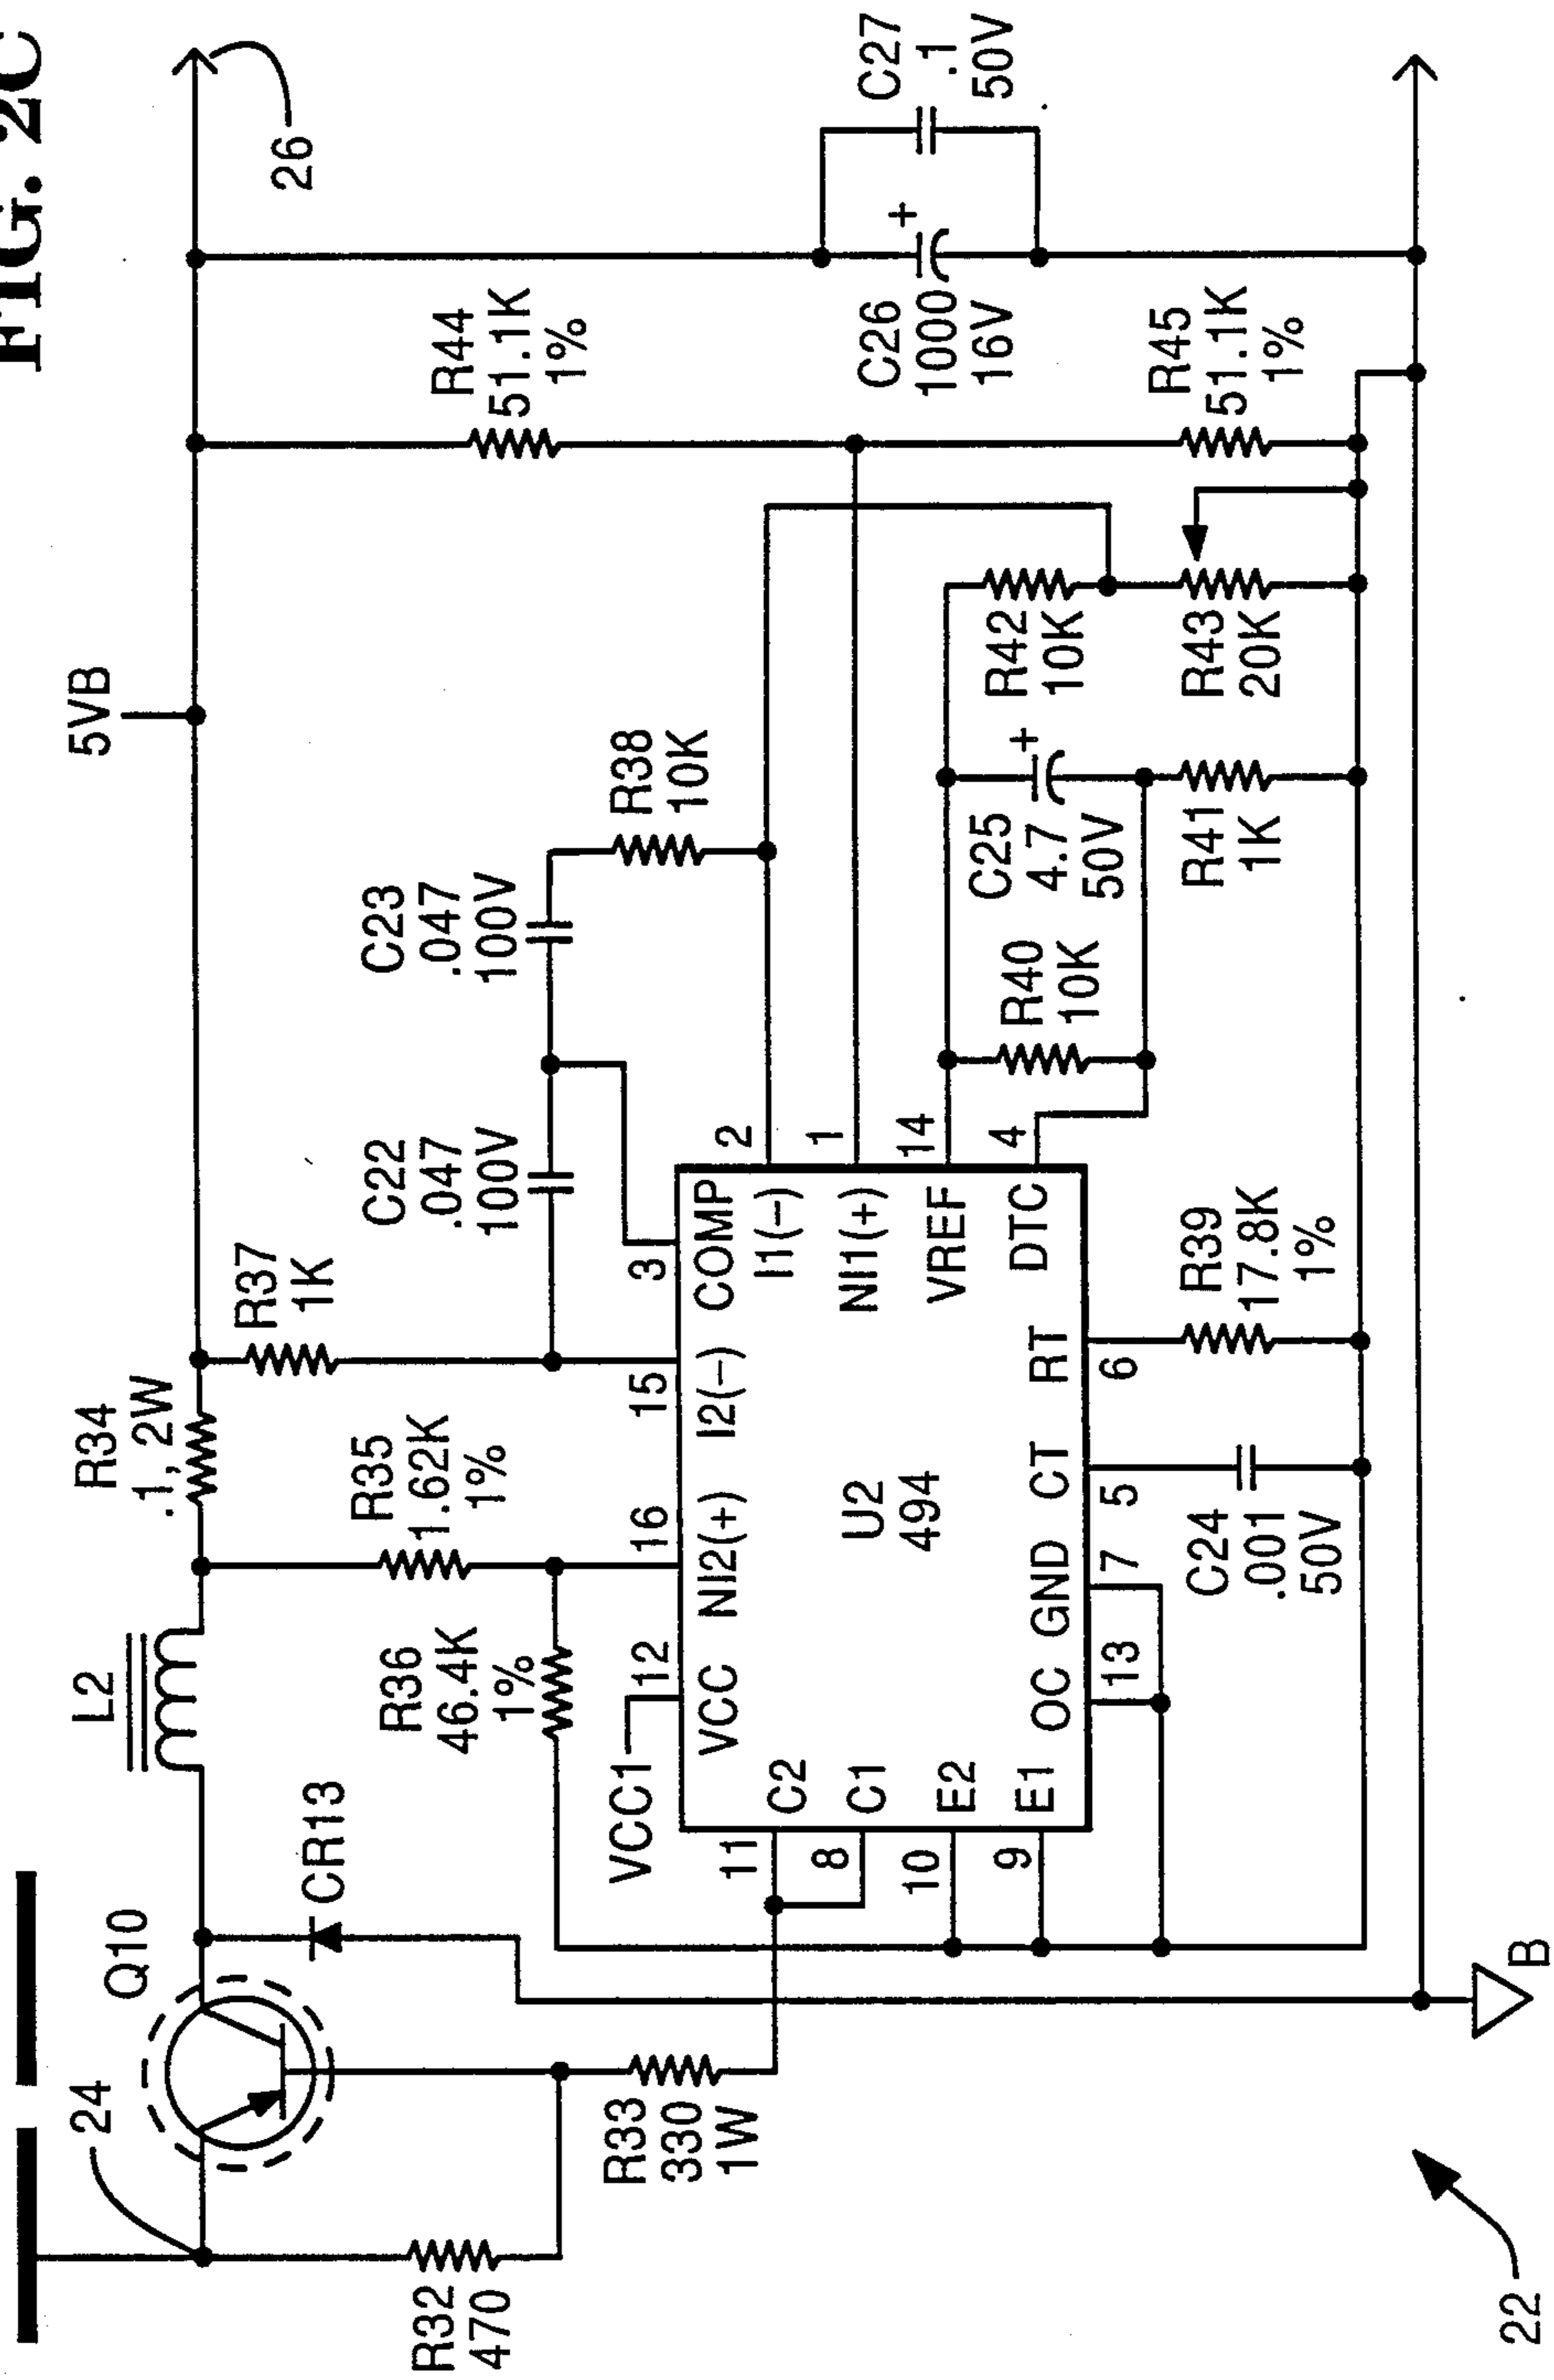 FIG. 2C
24
Q10
CR13
L2
R34
.1, 2W
5VB
26
R32
470
R33
330
1W
R36
46.4K
1%
R35
1.62K
1%
R37
1K
C22
.047
100V
C23
.047
100V
R38
10K
R44
51.1K
1%
C26
1000
16V
+
C27
.1
50V
VCC1
12
16
15
3
VCC
NI2(+)
I2(-)
COMP
11
C2
8
C1
10
E2
9
E1
U2
494
I1(-)
2
NI1(+)
1
VREF
14
DTC
4
OC
GND
CT
RT
13
7
5
6
C24
.001
50V
R39
17.8K
1%
R40
10K
C25
4.7
50V
+
R41
1K
R42
10K
R43
20K
R45
51.1K
1%
B
22